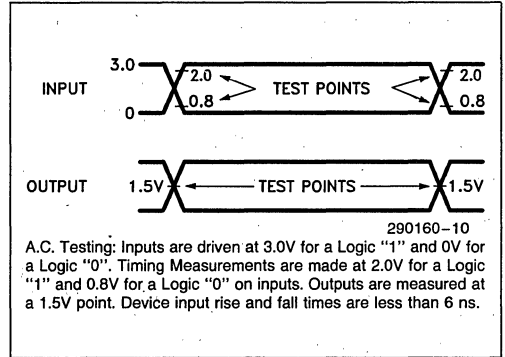 3.0
2.0 2.0
INPUT TEST POINTS
0.8 0.8
0
OUTPUT 1.5V TEST POINTS 1.5V
290160-10
A.C. Testing: Inputs are driven at 3.0V for a Logic "1" and 0V for
a Logic "0". Timing Measurements are made at 2.0V for a Logic
"1" and 0.8V for a Logic "0" on inputs. Outputs are measured at
a 1.5V point. Device input rise and fall times are less than 6 ns.